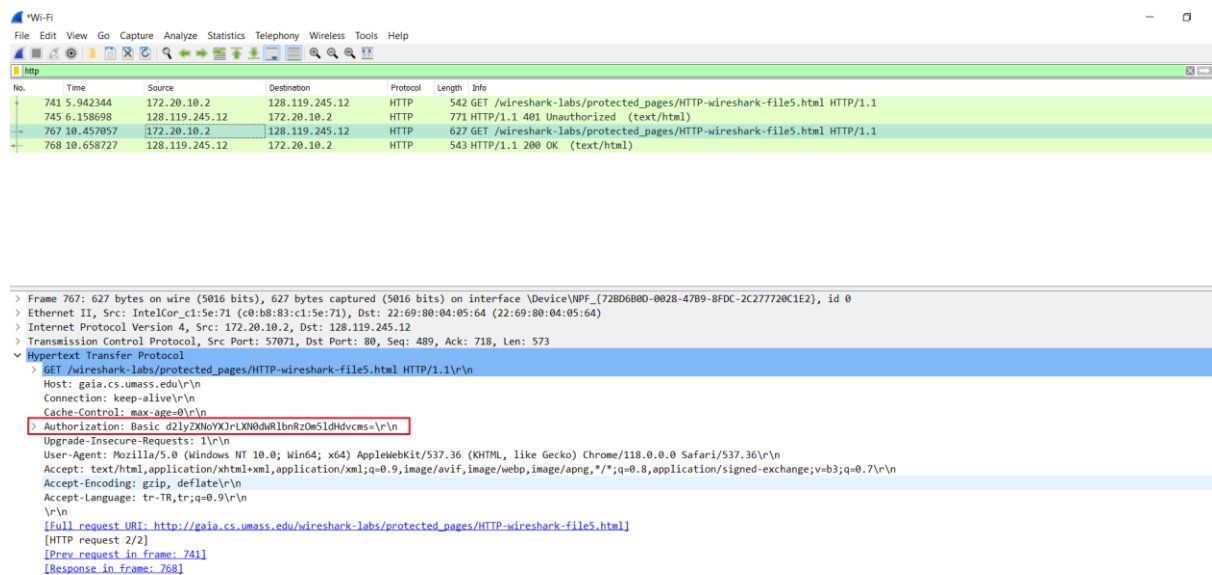 *Wi-Fi
File Edit View Go Capture Analyze Statistics Telephony Wireless Tools Help
http
No. Time Source Destination Protocol Length Info
741 5.942344 172.20.10.2 128.119.245.12 HTTP 542 GET /wireshark-labs/protected_pages/HTTP-wireshark-file5.html HTTP/1.1
745 6.158698 128.119.245.12 172.20.10.2 HTTP 771 HTTP/1.1 401 Unauthorized (text/html)
767 10.457057 172.20.10.2 128.119.245.12 HTTP 627 GET /wireshark-labs/protected_pages/HTTP-wireshark-file5.html HTTP/1.1
768 10.658727 128.119.245.12 172.20.10.2 HTTP 543 HTTP/1.1 200 OK (text/html)
> Frame 767: 627 bytes on wire (5016 bits), 627 bytes captured (5016 bits) on interface \Device\NPF_{72BD6B0D-0028-47B9-8FDC-2C277720C1E2}, id 0
> Ethernet II, Src: IntelCor_c1:5e:71 (c0:b8:83:c1:5e:71), Dst: 22:69:80:04:05:64 (22:69:80:04:05:64)
> Internet Protocol Version 4, Src: 172.20.10.2, Dst: 128.119.245.12
> Transmission Control Protocol, Src Port: 57071, Dst Port: 80, Seq: 489, Ack: 718, Len: 573
Hypertext Transfer Protocol
> GET /wireshark-labs/protected_pages/HTTP-wireshark-file5.html HTTP/1.1\r\n
Host: gaia.cs.umass.edu\r\n
Connection: keep-alive\r\n
Cache-Control: max-age=0\r\n
> Authorization: Basic d2lyZXNoYXJrLXN0dWRlbnRzOm5ldHdvcms=\r\n
Upgrade-Insecure-Requests: 1\r\n
User-Agent: Mozilla/5.0 (Windows NT 10.0; Win64; x64) AppleWebKit/537.36 (KHTML, like Gecko) Chrome/118.0.0.0 Safari/537.36\r\n
Accept: text/html,application/xhtml+xml,application/xml;q=0.9,image/avif,image/webp,image/apng,*/*;q=0.8,application/signed-exchange;v=b3;q=0.7\r\n
Accept-Encoding: gzip, deflate\r\n
Accept-Language: tr-TR,tr;q=0.9\r\n
\r\n
[Full request URI: http://gaia.cs.umass.edu/wireshark-labs/protected_pages/HTTP-wireshark-file5.html]
[HTTP request 2/2]
[Prev request in frame: 741]
[Response in frame: 768]